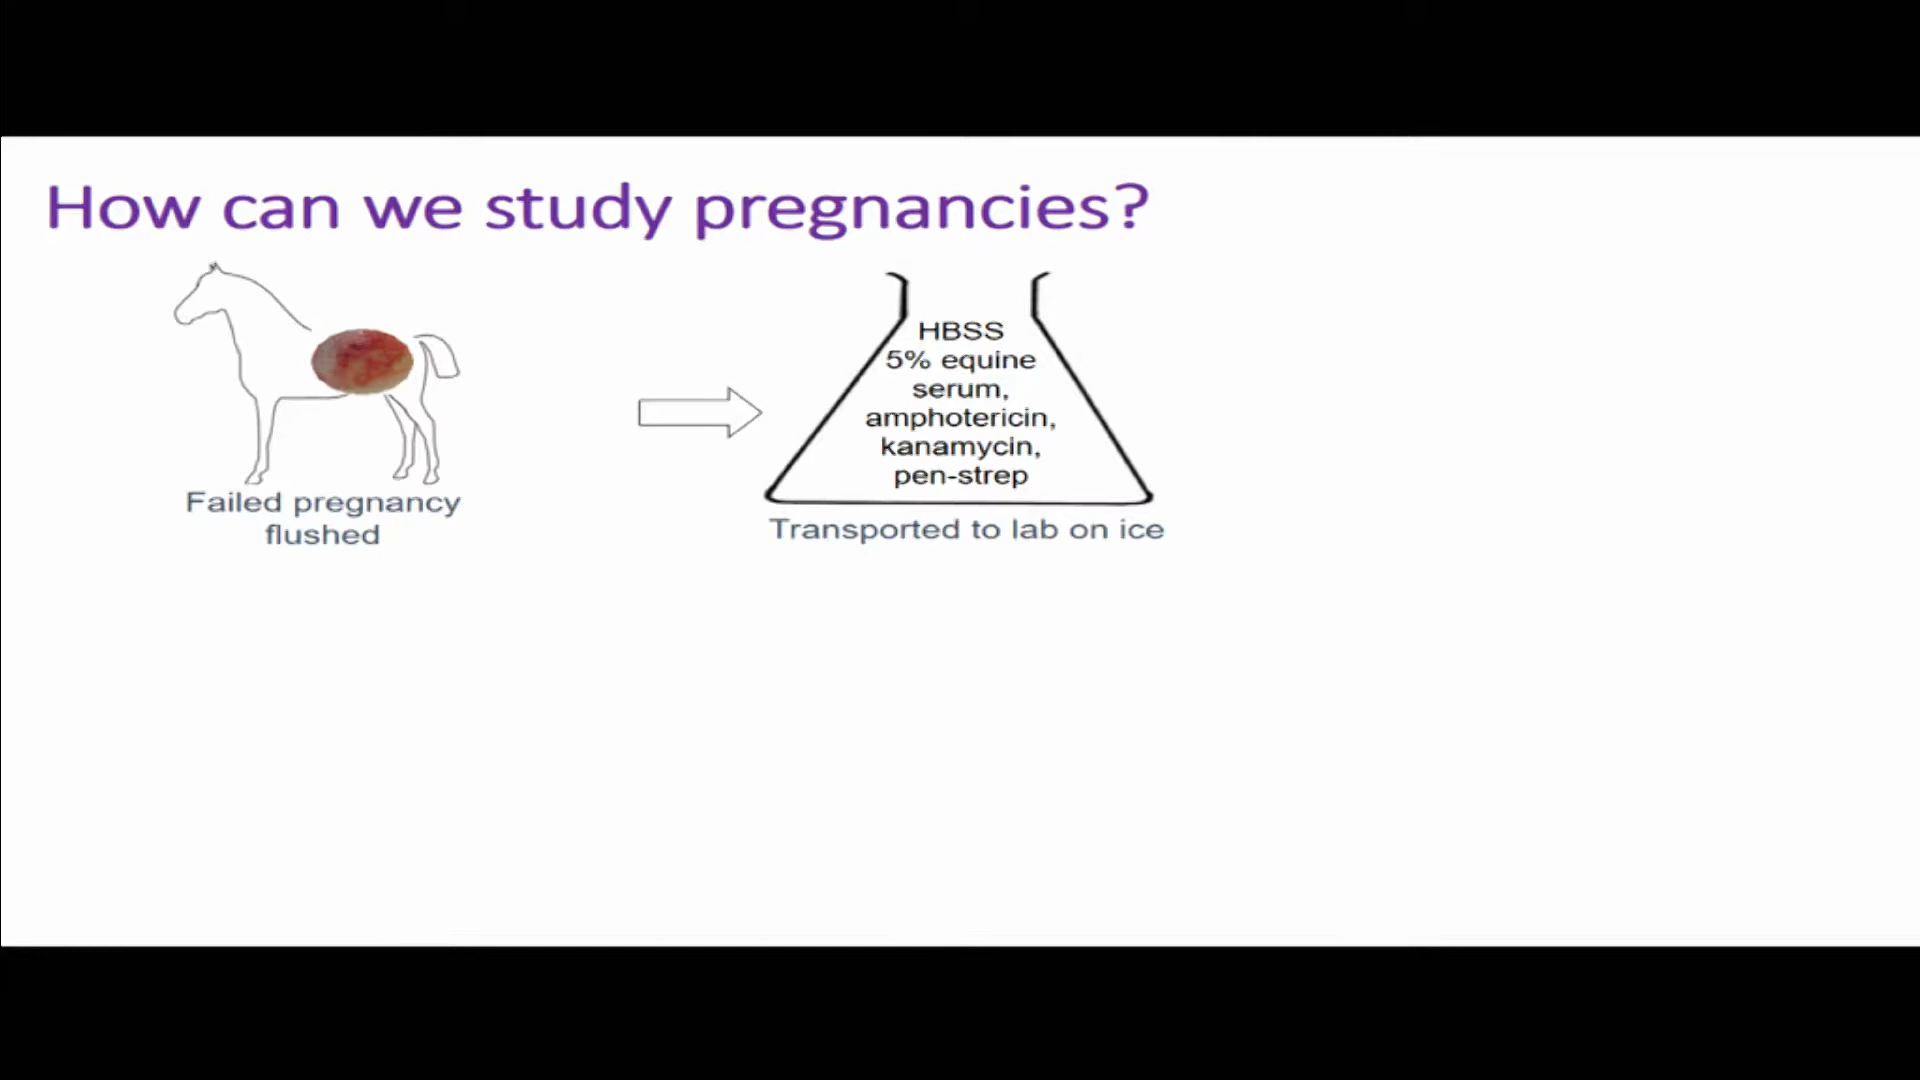 How can we study pregnancies?
Failed pregnancy
flushed
HBSS
5% equine
serum,
amphotericin,
kanamycin,
pen-strep
Transported to lab on ice